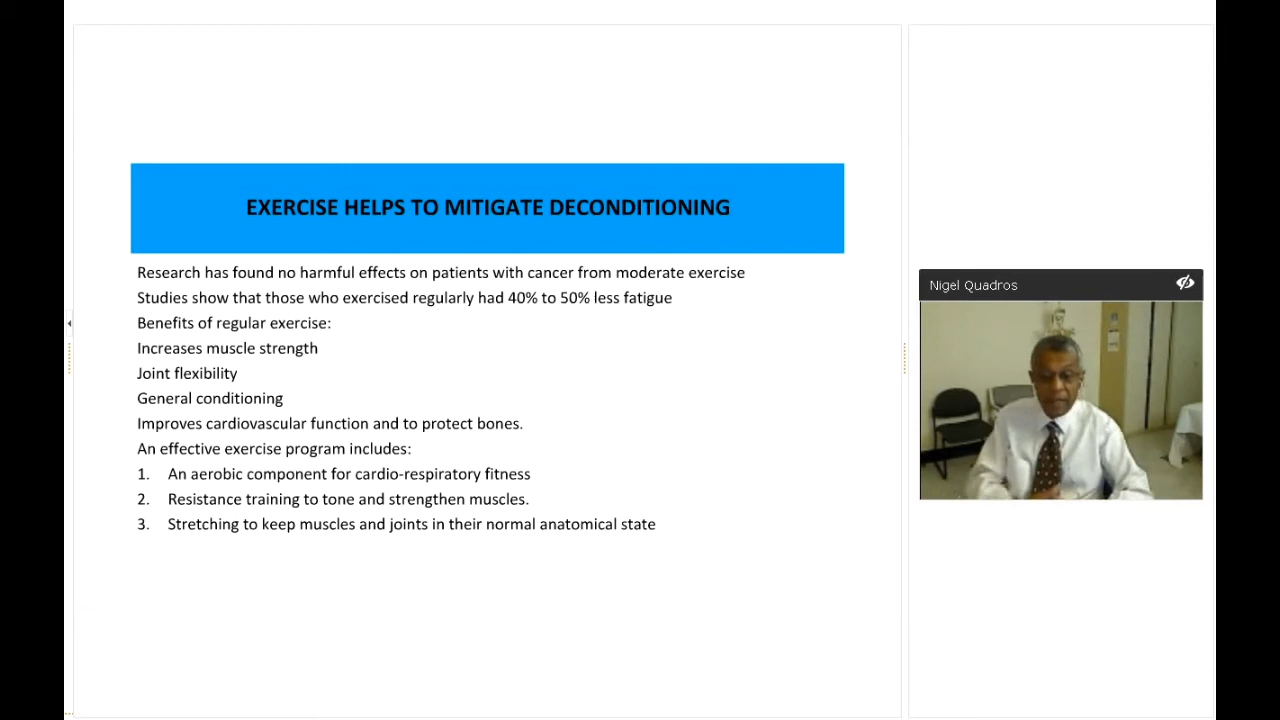 EXERCISE HELPS TO MITIGATE DECONDITIONING
Research has found no harmful effects on patients with cancer from moderate exercise
Studies show that those who exercised regularly had 40% to 50% less fatigue
Benefits of regular exercise:
Increases muscle strength
Joint flexibility
General conditioning
Improves cardiovascular function and to protect bones.
An effective exercise program includes:
1. An aerobic component for cardio-respiratory fitness
2. Resistance training to tone and strengthen muscles.
3. Stretching to keep muscles and joints in their normal anatomical state
Nigel Quadros